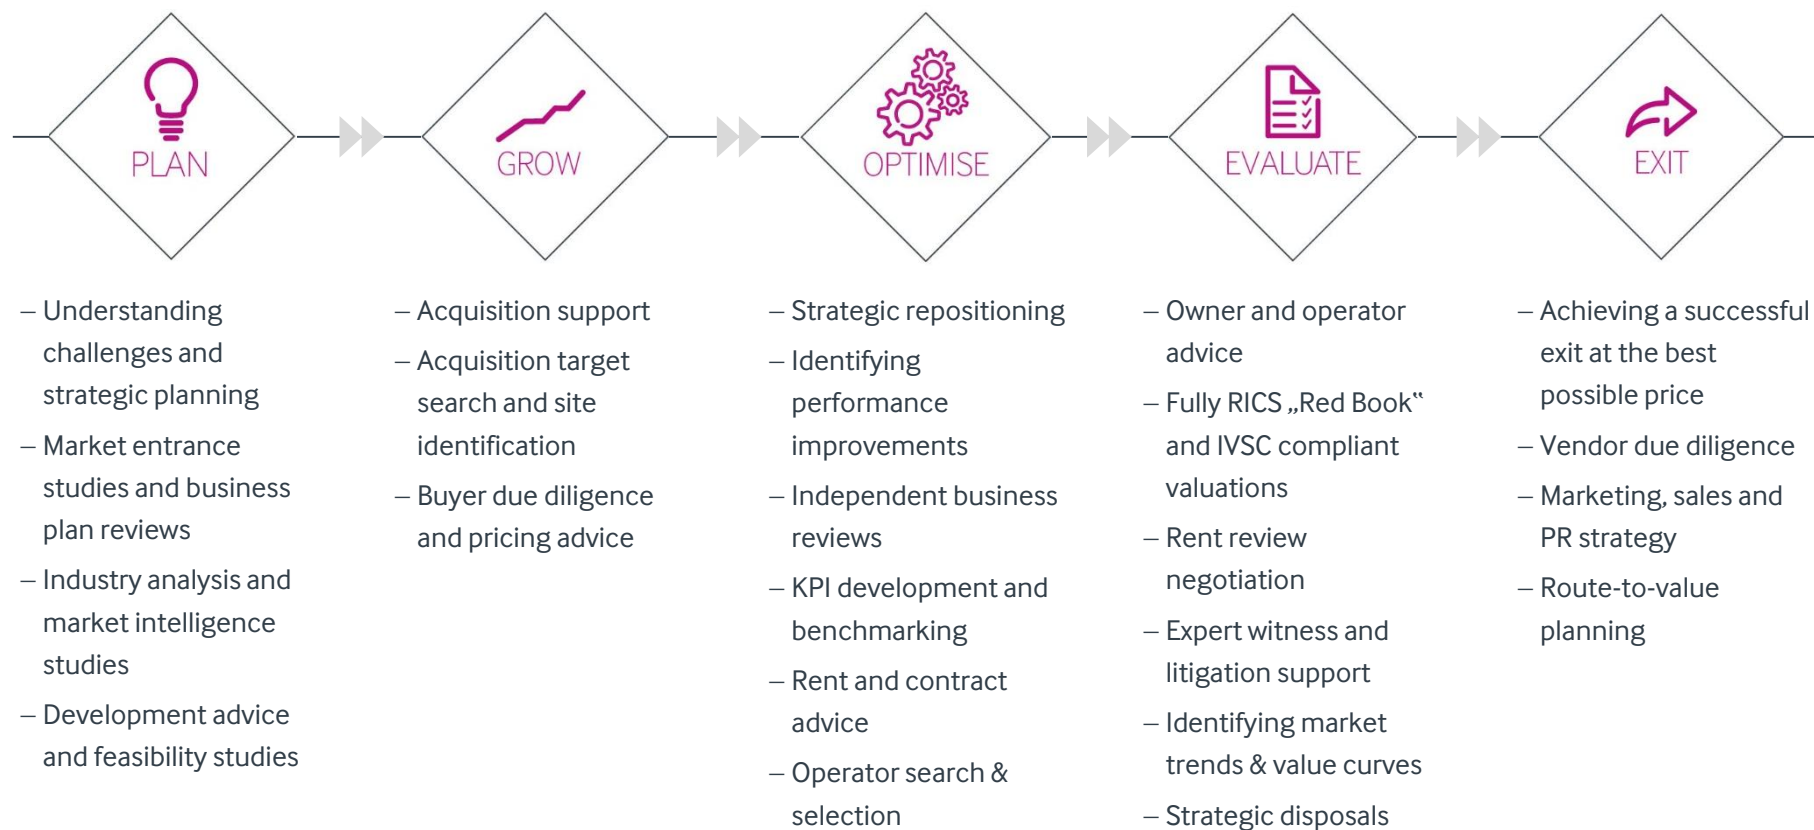 PLAN
– Understanding
challenges and
strategic planning
– Market entrance
studies and business
plan reviews
– Industry analysis and
market intelligence
studies
– Development advice
and feasibility studies
GROW
– Acquisition support
– Acquisition target
search and site
identification
– Buyer due diligence
and pricing advice
OPTIMISE
– Strategic repositioning
– Identifying
performance
improvements
– Independent business
reviews
– KPI development and
benchmarking
– Rent and contract
advice
– Operator search &
selection
EVALUATE
– Owner and operator
advice
– Fully RICS „Red Book“
and IVSC compliant
valuations
– Rent review
negotiation
– Expert witness and
litigation support
– Identifying market
trends & value curves
– Strategic disposals
EXIT
– Achieving a successful
exit at the best
possible price
– Vendor due diligence
– Marketing, sales and
PR strategy
– Route-to-value
planning